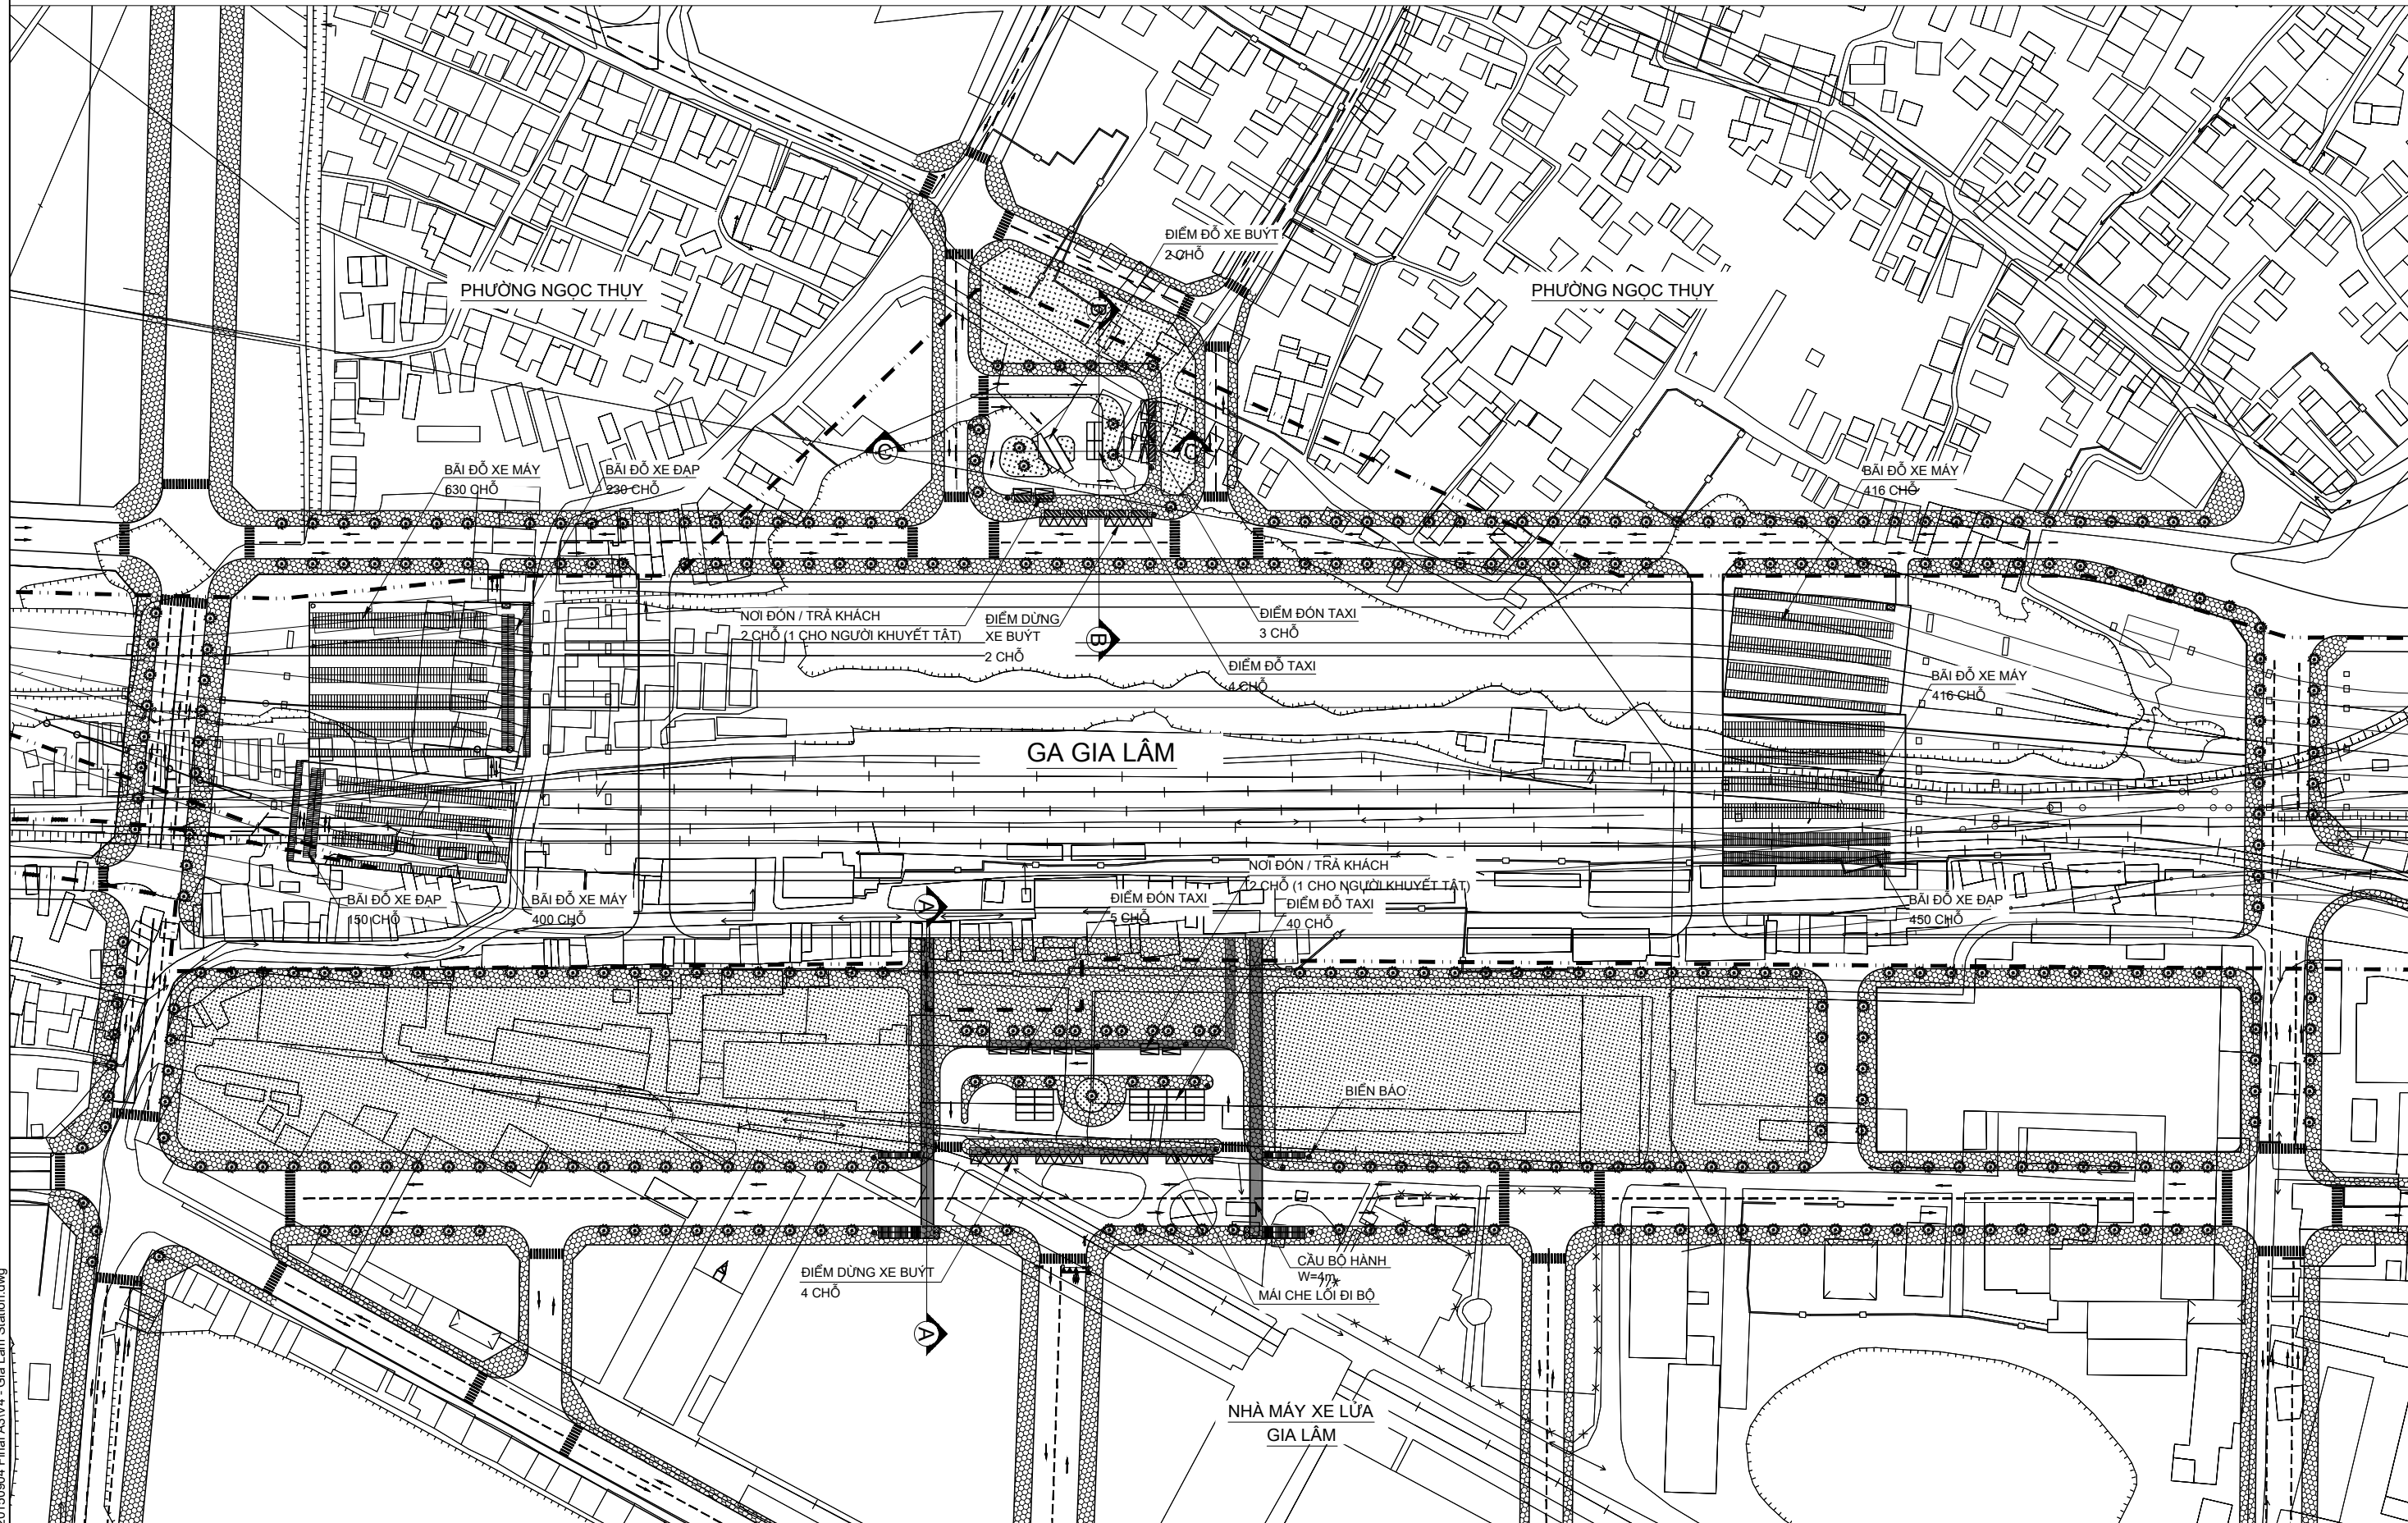 ĐIỂM ĐỖ XE BUÝT
2 CHỖ
PHƯỜNG NGỌC THỤY
PHƯỜNG NGỌC THỤY
B
C
C
BÃI ĐỖ XE MÁY
630 CHỖ
BÃI ĐỖ XE ĐẠP
230 CHỖ
BÃI ĐỖ XE MÁY
416 CHỖ
NƠI ĐÓN / TRẢ KHÁCH
2 CHỖ (1 CHO NGƯỜI KHUYẾT TẬT)
ĐIỂM DỪNG
XE BUÝT
2 CHỖ
B
ĐIỂM ĐÓN TAXI
3 CHỖ
ĐIỂM ĐỖ TAXI
4 CHỖ
BÃI ĐỖ XE MÁY
416 CHỖ
GA GIA LÂM
BÃI ĐỖ XE ĐẠP
150 CHỖ
BÃI ĐỖ XE MÁY
400 CHỖ
A
ĐIỂM ĐÓN TAXI
5 CHỖ
NƠI ĐÓN / TRẢ KHÁCH
2 CHỖ (1 CHO NGƯỜI KHUYẾT TẬT)
ĐIỂM ĐỖ TAXI
40 CHỖ
BÃI ĐỖ XE ĐẠP
450 CHỖ
BIỂN BÁO
ĐIỂM DỪNG XE BUÝT
4 CHỖ
CẦU BỘ HÀNH
W=4m
MÁI CHE LỐI ĐI BỘ
A
NHÀ MÁY XE LỬA
GIA LÂM